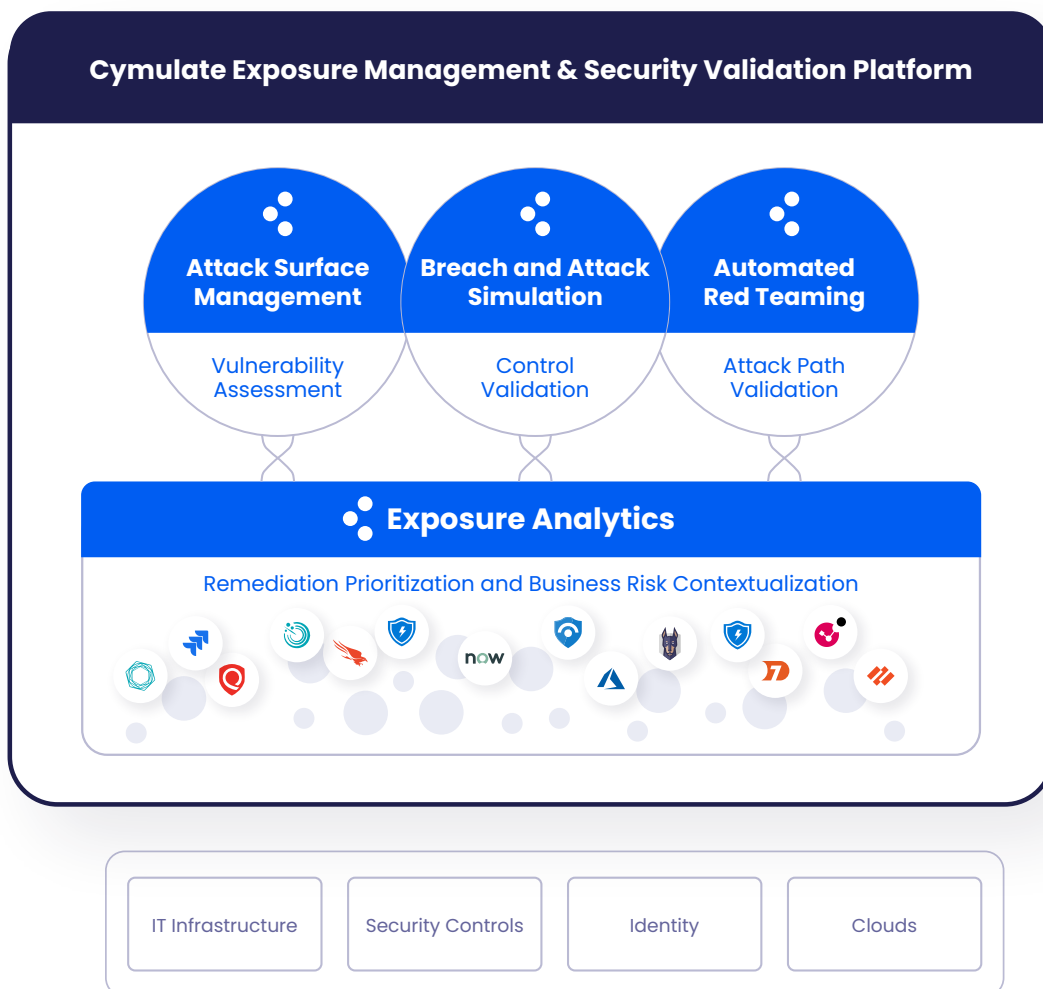 Cymulate Exposure Management & Security Validation Platform
Attack Surface
Management
Vulnerability
Assessment
Breach and Attack
Simulation
Control
Validation
Automated
Red Teaming
Attack Path
Validation
Exposure Analytics
Remediation Prioritization and Business Risk Contextualization
now
IT Infrastructure
Security Controls
Identity
Clouds